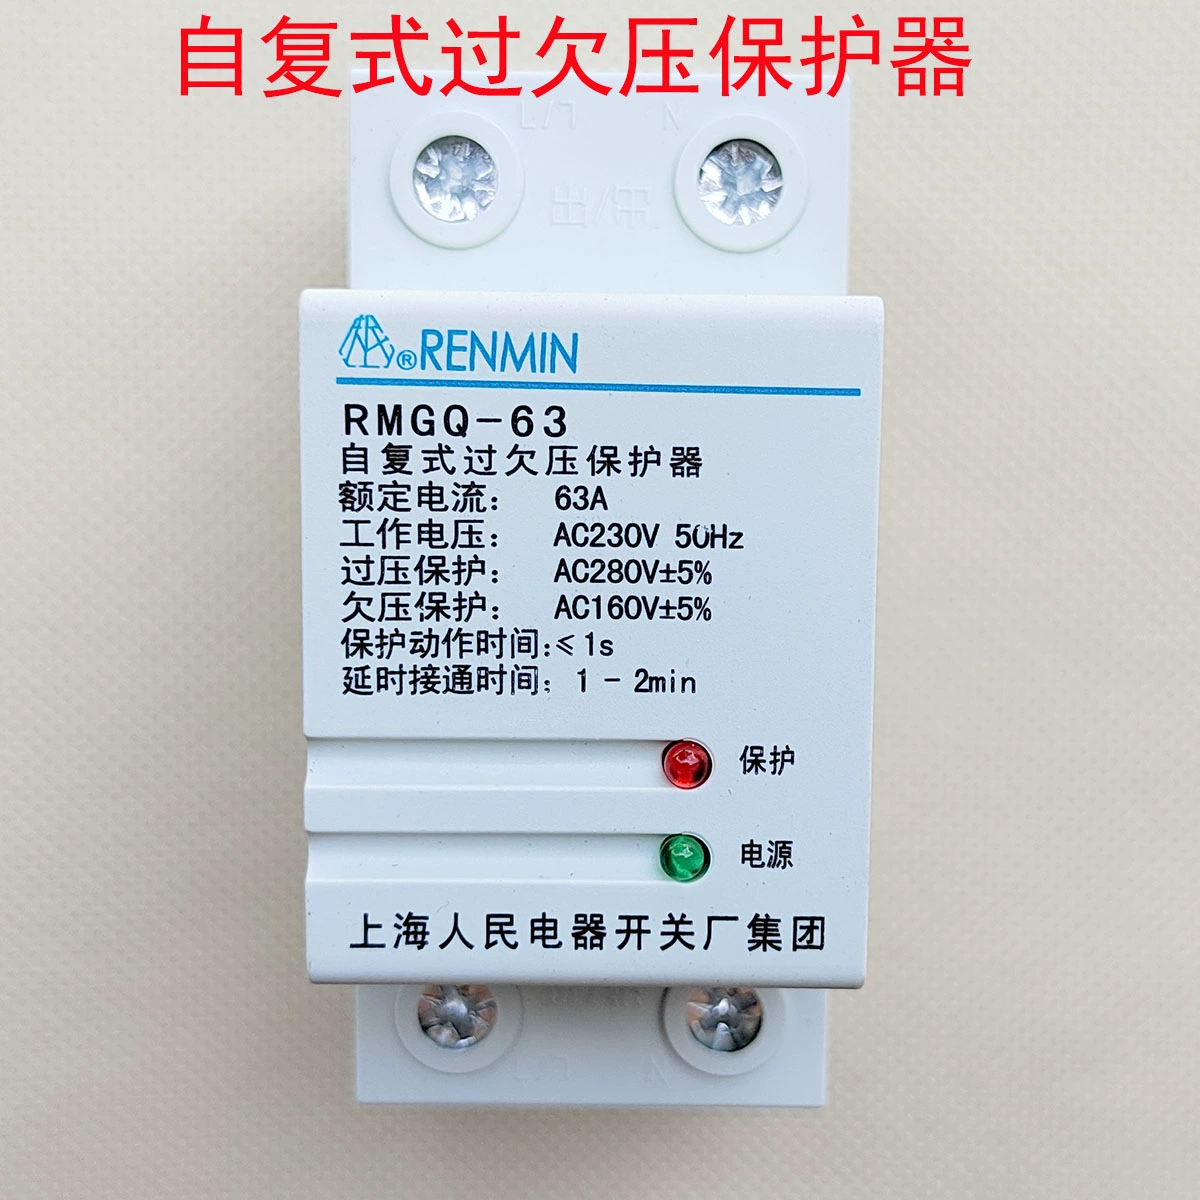 自复式过欠压保护器
L/7 N
®RENMIN
RMGQ-63
自复式过欠压保护器
额定电流： 63A
工作电压： AC230V 50Hz
过压保护： AC280V±5%
欠压保护： AC160V±5%
保护动作时间:≤1s
延时接通时间：1-2min
保护
电源
上海人民电器开关厂集团